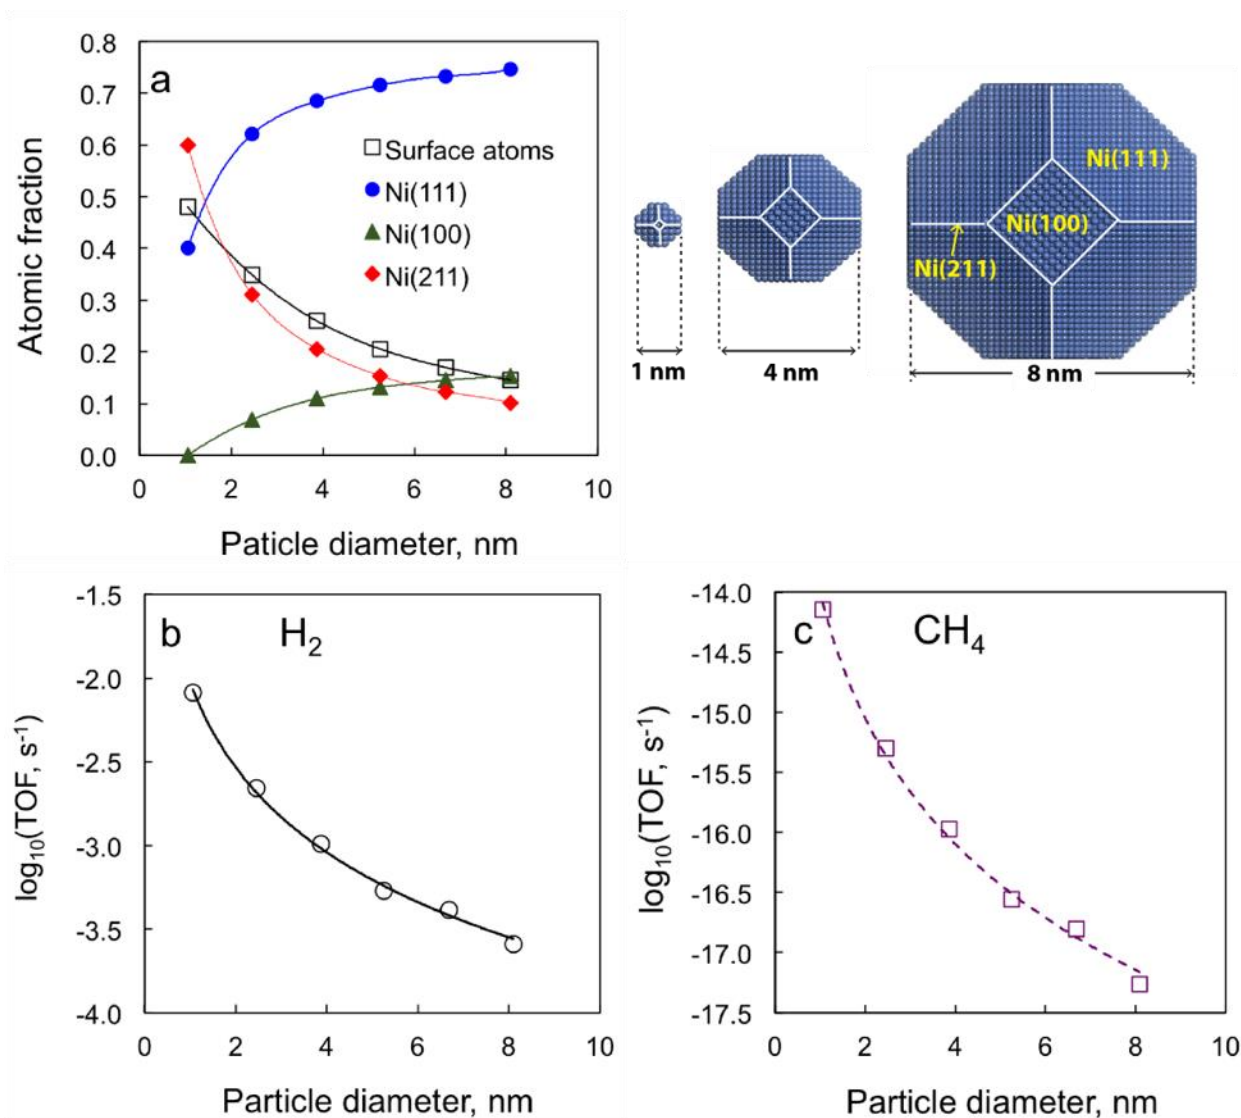 a
Atomic fraction
0.8
0.7
0.6
0.5
0.4
0.3
0.2
0.1
0.0
Surface atoms
Ni(111)
Ni(100)
Ni(211)
0 2 4 6 8 10
Paticle diameter, nm
Ni(111)
Ni(100)
Ni(211)
1 nm
4 nm
8 nm
b
H₂
log₁₀(TOF, s⁻¹)
-1.5
-2.0
-2.5
-3.0
-3.5
-4.0
0 2 4 6 8 10
Particle diameter, nm
c
CH₄
log₁₀(TOF, s⁻¹)
-14.0
-14.5
-15.0
-15.5
-16.0
-16.5
-17.0
-17.5
0 2 4 6 8 10
Particle diameter, nm